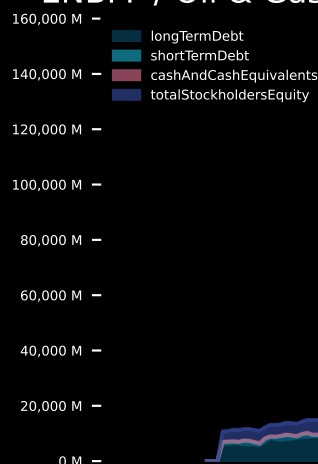 160,000 M
longTermDebt
shortTermDebt
140,000 M
cashAndCashEquivalents
totalStockholdersEquity
120,000 M
100,000 M
80,000 M
60,000 M
40,000 M
20,000 M
0 M